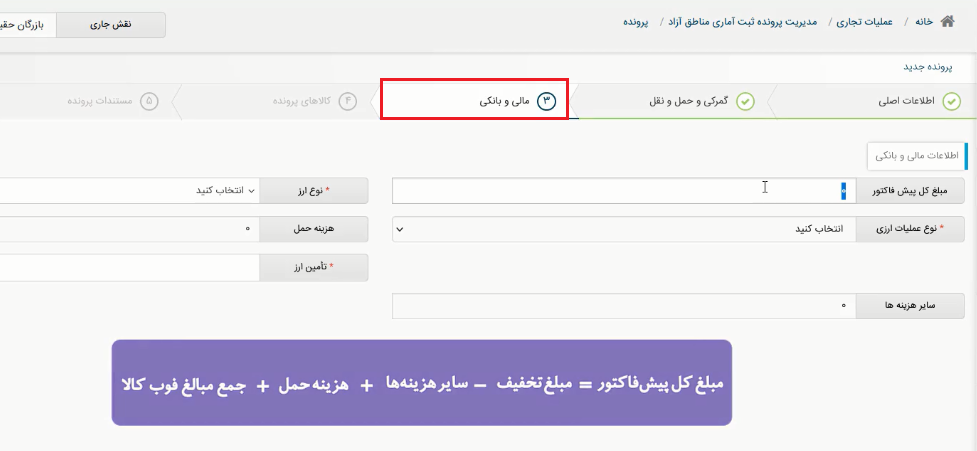 خانه / عملیات تجاری / مدیریت پرونده ثبت آماری مناطق آزاد / پرونده
نقش جاری
بازرگان حقی
پرونده جدید
اطلاعات اصلی
گمرکی و حمل و نقل
۳ مالی و بانکی
۴ کالاهای پرونده
۵ مستندات پرونده
اطلاعات مالی و بانکی
مبلغ کل پیش فاکتور ۰
* نوع ارز انتخاب کنید
* نوع عملیات ارزی انتخاب کنید
هزینه حمل ۰
* تأمین ارز
سایر هزینه ها ۰
مبلغ کل پیش‌فاکتور = مبلغ تخفیف – سایر هزینه‌ها + هزینه حمل + جمع مبالغ فوب کالا